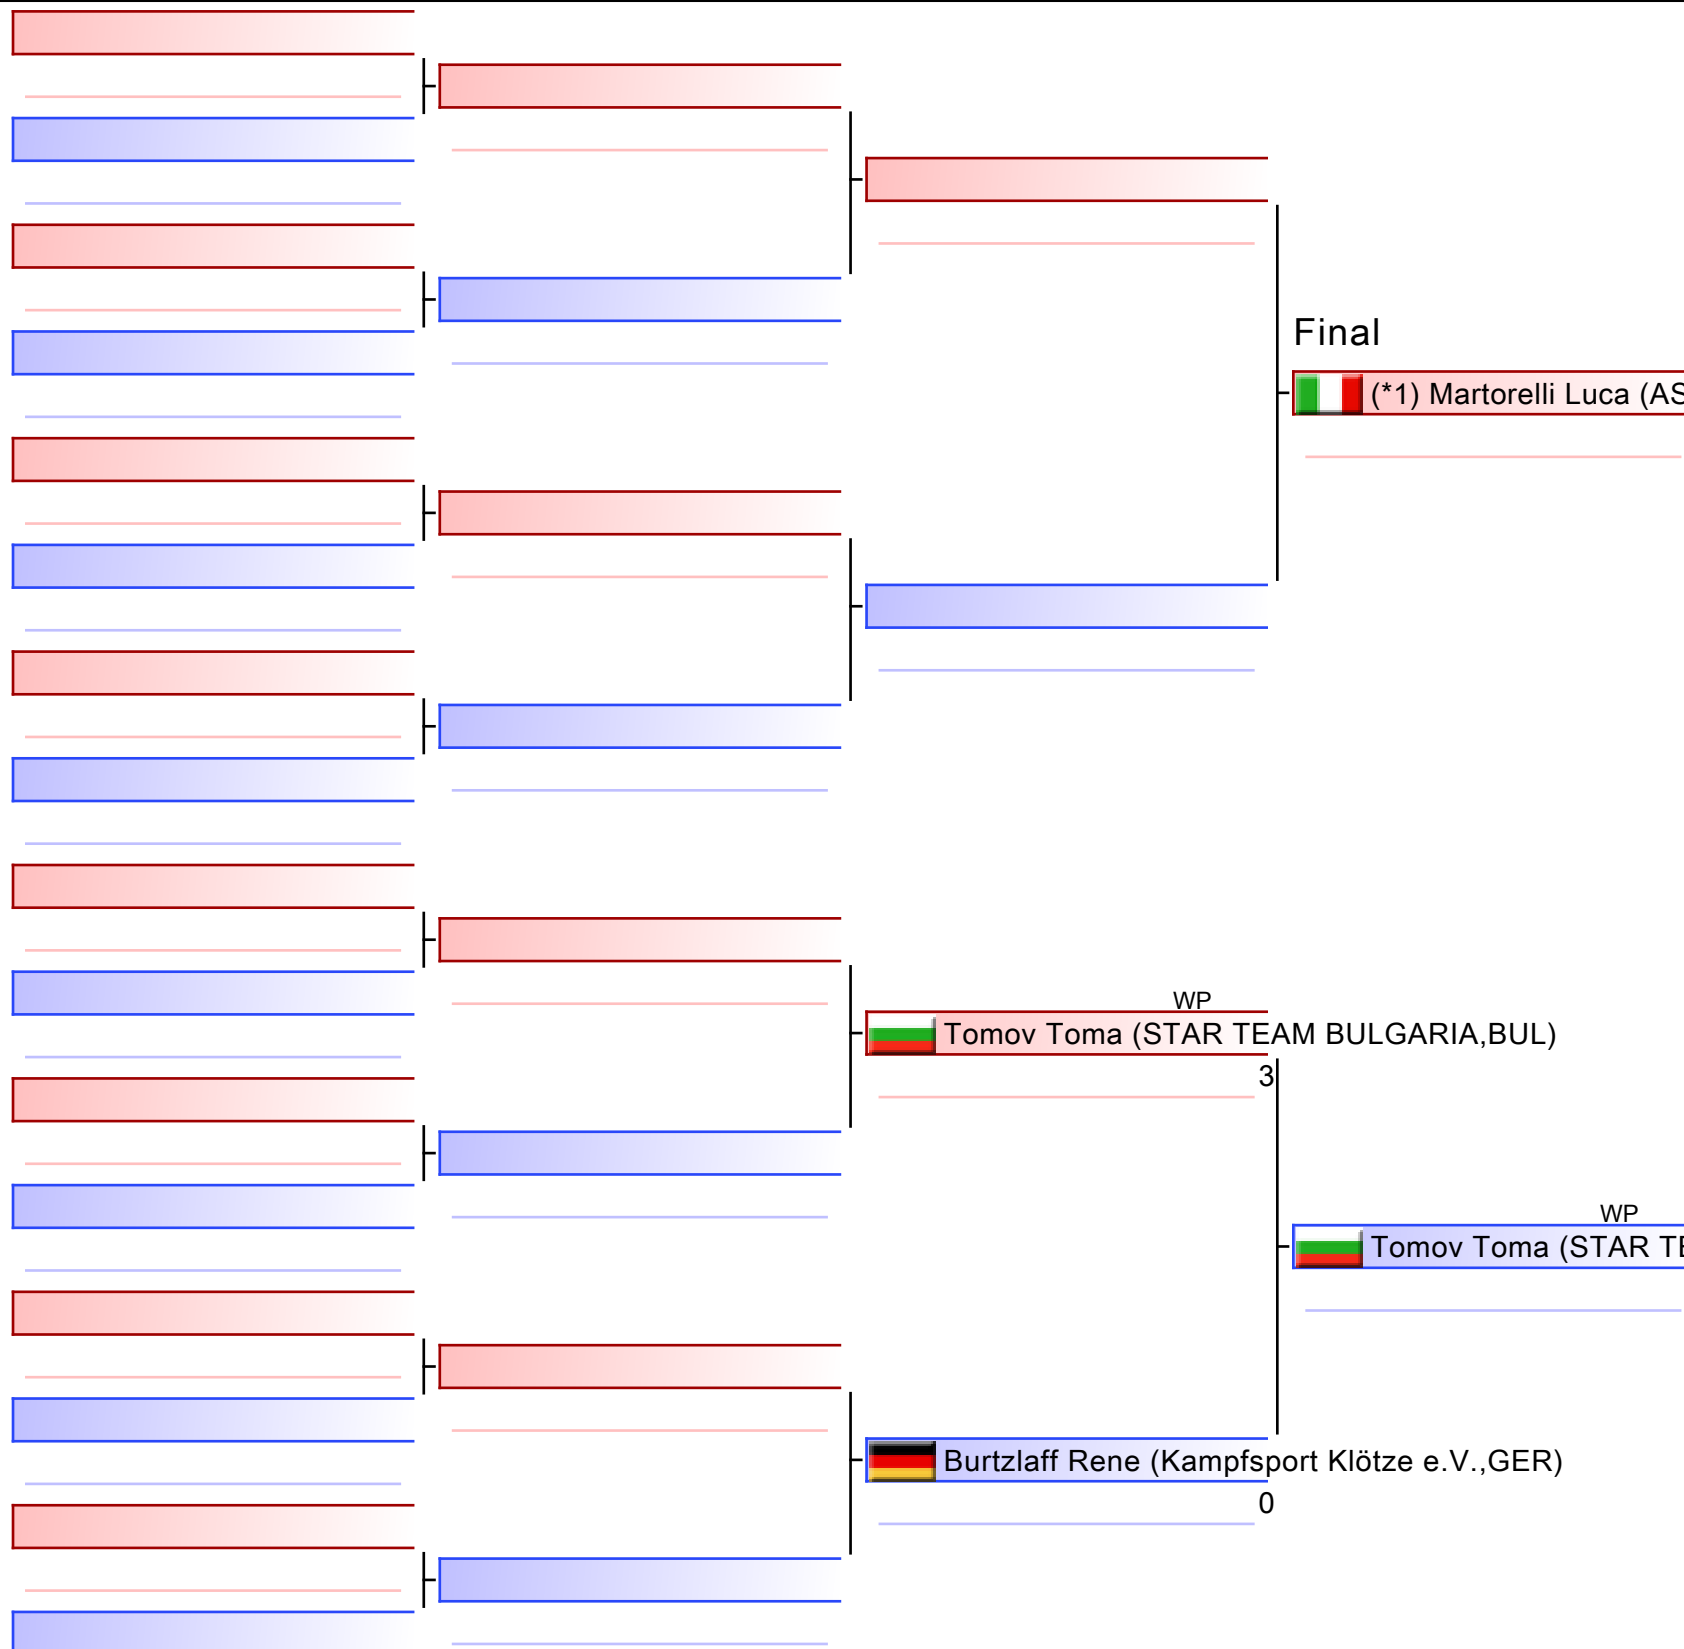 Final
(*1) Martorelli Luca (AS
WP
Tomov Toma (STAR TEAM BULGARIA,BUL)
3
WP
Tomov Toma (STAR TE
Burtzlaff Rene (Kampfsport Klötze e.V.,GER)
0